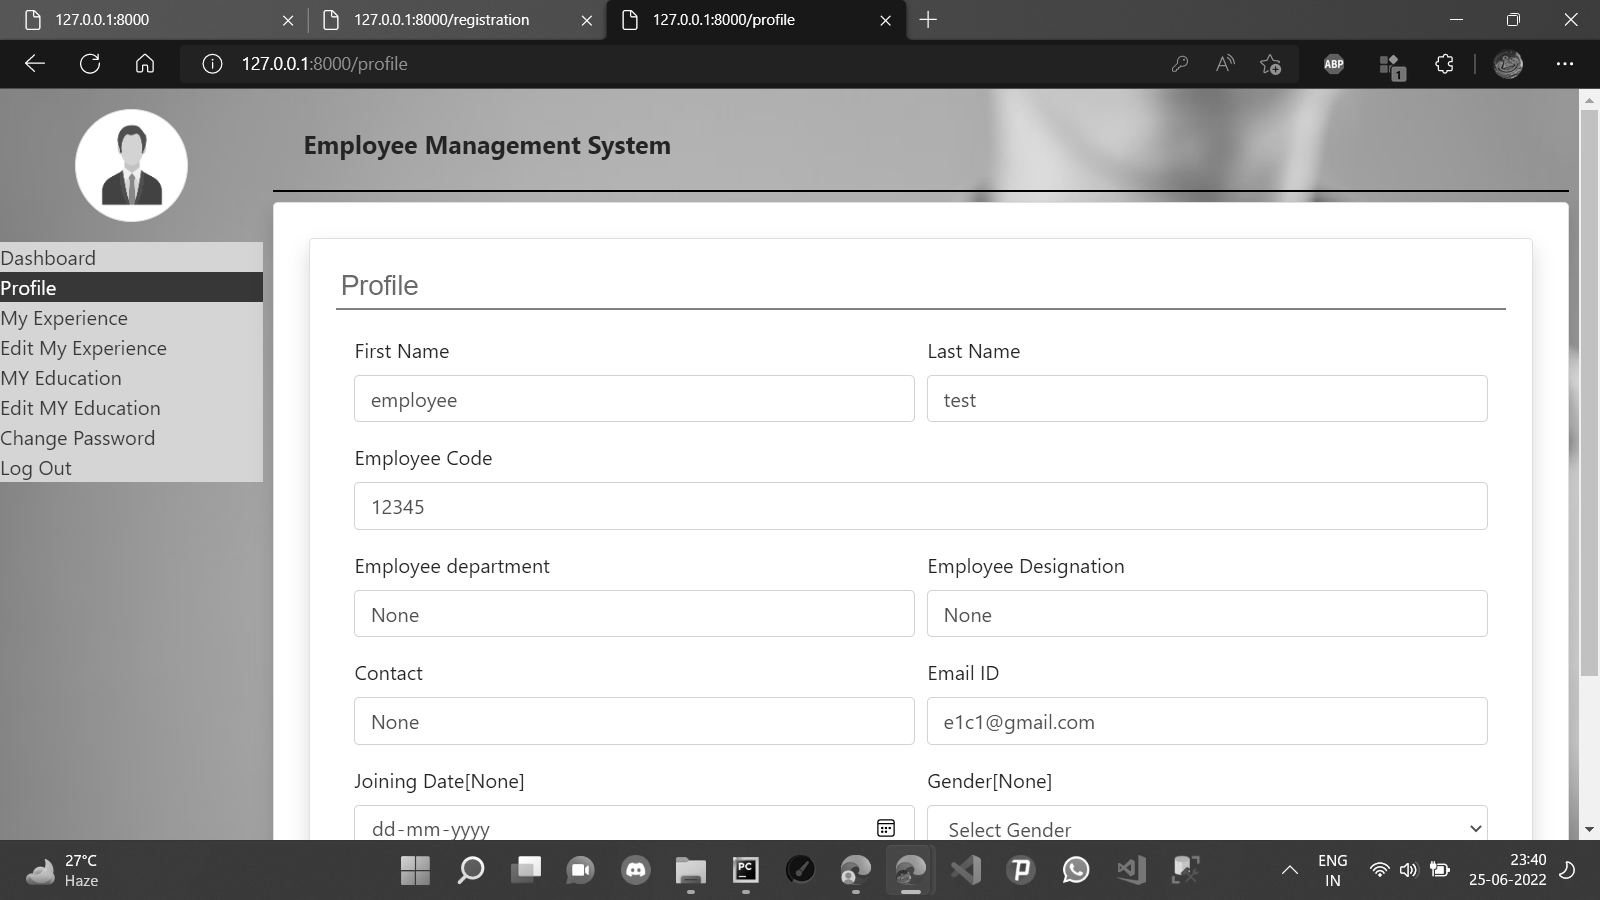 127.0.0.1:8000
127.0.0.1:8000/registration
127.0.0.1:8000/profile
127.0.0.1:8000/profile
ABP
1
Employee Management System
Dashboard
Profile
My Experience
Edit My Experience
MY Education
Edit MY Education
Change Password
Log Out
Profile
First Name
Last Name
employee
test
Employee Code
12345
Employee department
Employee Designation
None
None
Contact
Email ID
None
e1c1@gmail.com
Joining Date[None]
Gender[None]
dd-mm-yyyy
Select Gender
27°C
Haze
PC
ENG
IN
23:40
25-06-2022